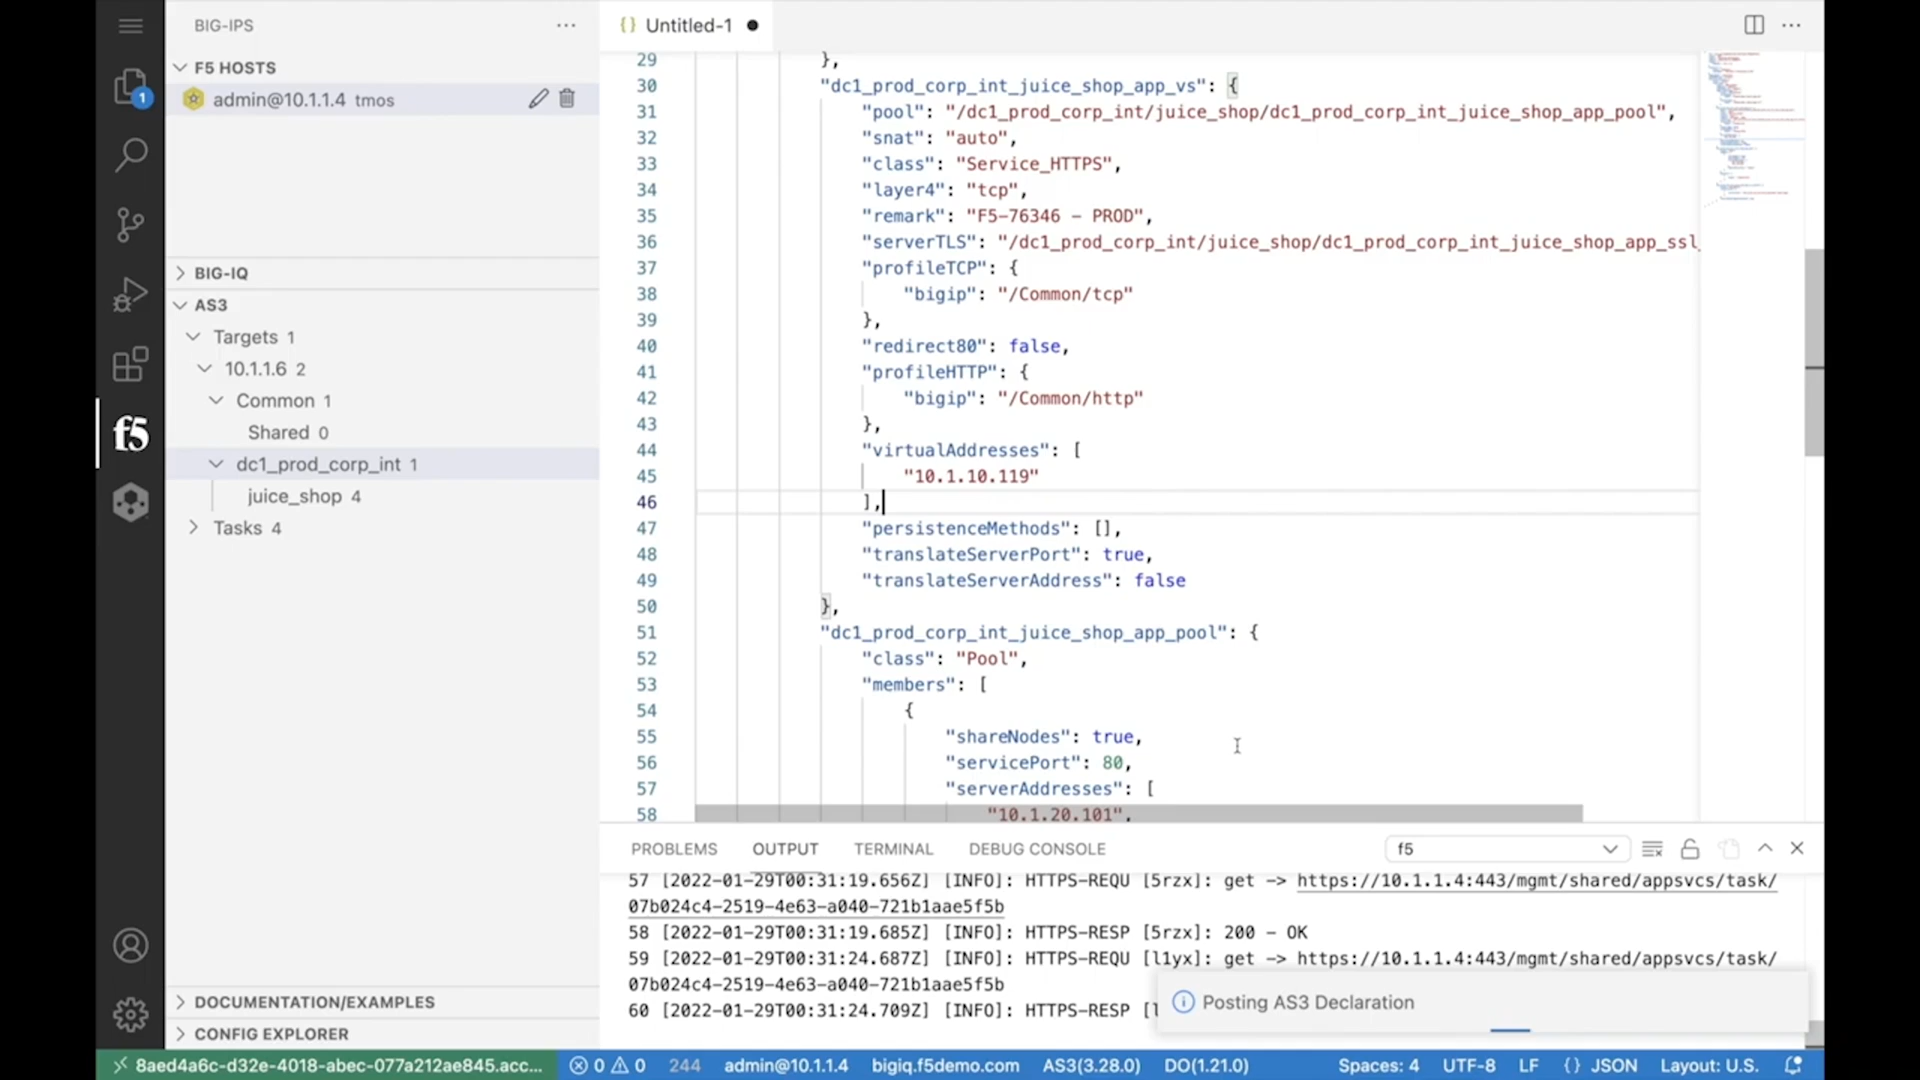 BIG-IPS
F5 HOSTS
admin@10.1.1.4 tmos
BIG-IQ
AS3
Targets 1
10.1.1.6 2
Common 1
Shared 0
dc1_prod_corp_int 1
juice_shop 4
Tasks 4
DOCUMENTATION/EXAMPLES
CONFIG EXPLORER
1
f5
{} Untitled-1
29 },
30 "dc1_prod_corp_int_juice_shop_app_vs": {
31 "pool": "/dc1_prod_corp_int/juice_shop/dc1_prod_corp_int_juice_shop_app_pool",
32 "snat": "auto",
33 "class": "Service_HTTPS",
34 "layer4": "tcp",
35 "remark": "F5-76346 - PROD",
36 "serverTLS": "/dc1_prod_corp_int/juice_shop/dc1_prod_corp_int_juice_shop_app_ssl_
37 "profileTCP": {
38 "bigip": "/Common/tcp"
39 },
40 "redirect80": false,
41 "profileHTTP": {
42 "bigip": "/Common/http"
43 },
44 "virtualAddresses": [
45 "10.1.10.119"
46 ],
47 "persistenceMethods": [],
48 "translateServerPort": true,
49 "translateServerAddress": false
50 },
51 "dc1_prod_corp_int_juice_shop_app_pool": {
52 "class": "Pool",
53 "members": [
54 {
55 "shareNodes": true,
56 "servicePort": 80,
57 "serverAddresses": [
58 "10.1.20.101",
PROBLEMS OUTPUT TERMINAL DEBUG CONSOLE f5
57 [2022-01-29T00:31:19.656Z] [INFO]: HTTPS-REQU [5rzx]: get -> https://10.1.1.4:443/mgmt/shared/appsvcs/task/
07b024c4-2519-4e63-a040-721b1aae5f5b
58 [2022-01-29T00:31:19.685Z] [INFO]: HTTPS-RESP [5rzx]: 200 - OK
59 [2022-01-29T00:31:24.687Z] [INFO]: HTTPS-REQU [l1yx]: get -> https://10.1.1.4:443/mgmt/shared/appsvcs/task/
07b024c4-2519-4e63-a040-721b1aae5f5b
60 [2022-01-29T00:31:24.709Z] [INFO]: HTTPS-RESP [l
Posting AS3 Declaration
8aed4a6c-d32e-4018-abec-077a212ae845.acc... 0 0 244 admin@10.1.1.4 bigiq.f5demo.com AS3(3.28.0) DO(1.21.0) Spaces: 4 UTF-8 LF {} JSON Layout: U.S.